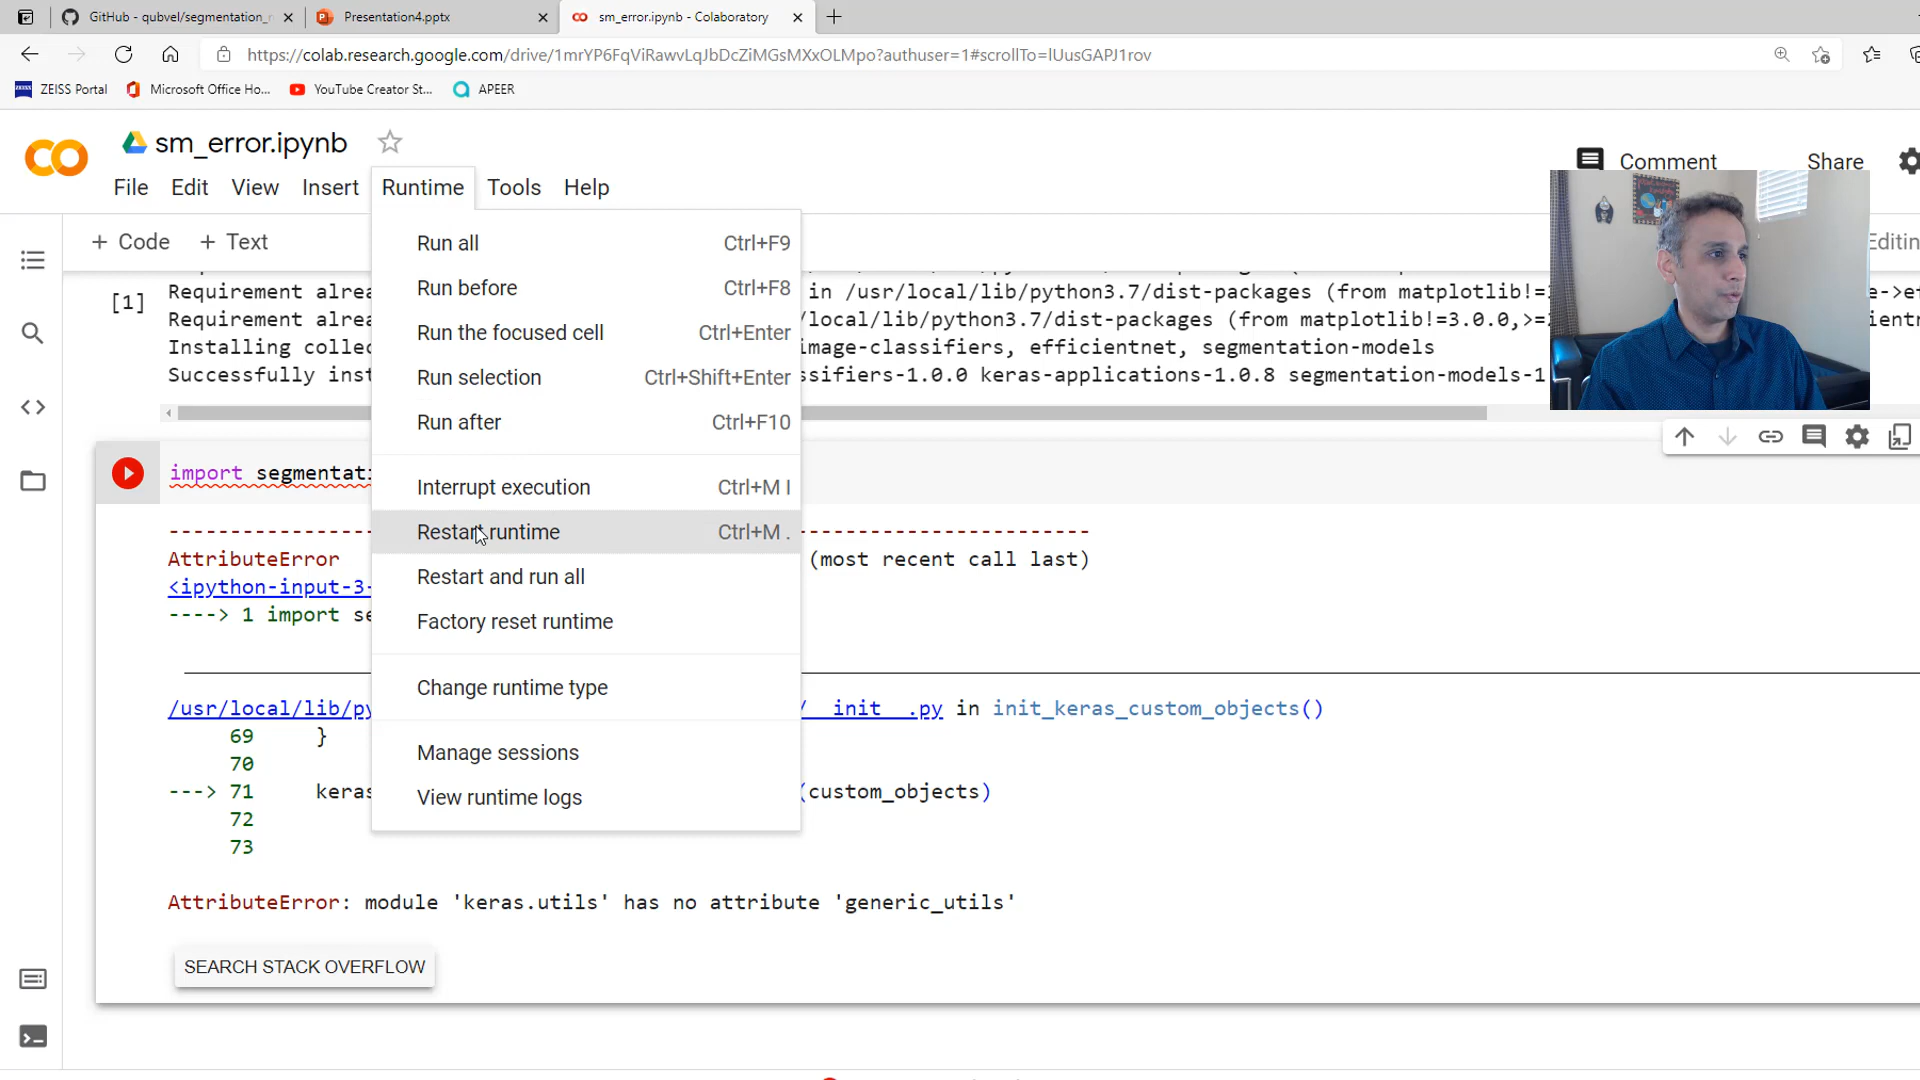 GitHub - qubvel/segmentation_r
Presentation4.pptx
sm_error.ipynb - Colaboratory
https://colab.research.google.com/drive/1mrYP6FqViRawvLqJbDcZiMGsMXxOLMpo?authuser=1#scrollTo=lUusGAPJ1rov
ZEISS Portal
Microsoft Office Ho...
YouTube Creator St...
APEER
sm_error.ipynb
Comment
Share
File Edit View Insert Runtime Tools Help
+ Code + Text
Editin
Run all Ctrl+F9
Run before Ctrl+F8
Run the focused cell Ctrl+Enter
Run selection Ctrl+Shift+Enter
Run after Ctrl+F10
Interrupt execution Ctrl+M I
Restart runtime Ctrl+M .
Restart and run all
Factory reset runtime
Change runtime type
Manage sessions
View runtime logs
[1]
Requirement alrea in /usr/local/lib/python3.7/dist-packages (from matplotlib!= e->e
Requirement alrea /local/lib/python3.7/dist-packages (from matplotlib!=3.0.0,>= ientn
Installing collec image-classifiers, efficientnet, segmentation-models
Successfully inst ssifiers-1.0.0 keras-applications-1.0.8 segmentation-models-1
import segmentati
AttributeError (most recent call last)
<ipython-input-3-
----> 1 import se
/usr/local/lib/py /__init__.py in init_keras_custom_objects()
69 }
70
---> 71 keras (custom_objects)
72
73
AttributeError: module 'keras.utils' has no attribute 'generic_utils'
SEARCH STACK OVERFLOW